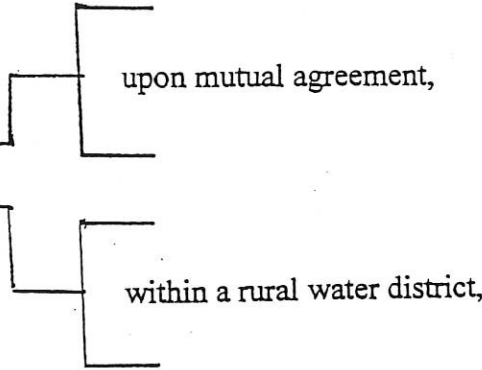 upon mutual agreement,
within a rural water district,